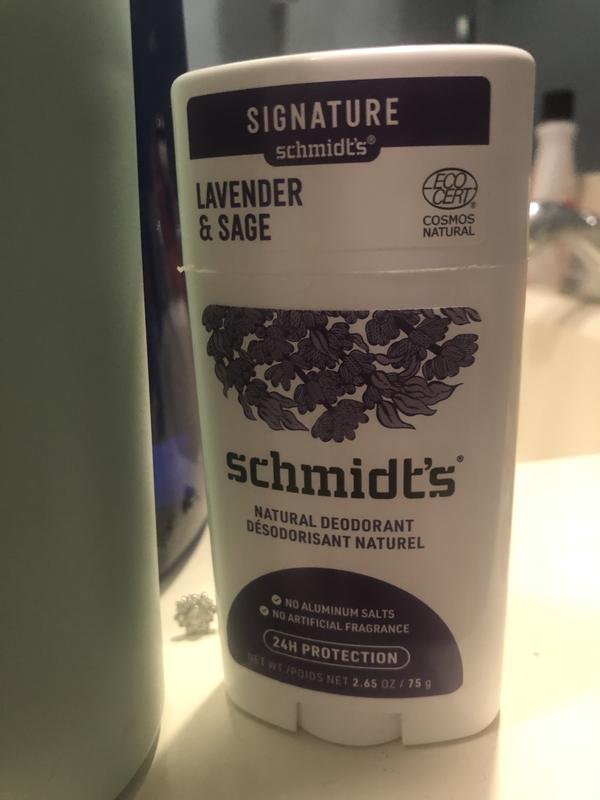 SIGNATURE
schmidt's®
LAVENDER
& SAGE
ECO
CERT®
COSMOS
NATURAL
schmidt's®
NATURAL DEODORANT
DÉSODORISANT NATUREL
NO ALUMINUM SALTS
NO ARTIFICIAL FRAGRANCE
24H PROTECTION
NET WT./POIDS NET 2.65 OZ / 75 g